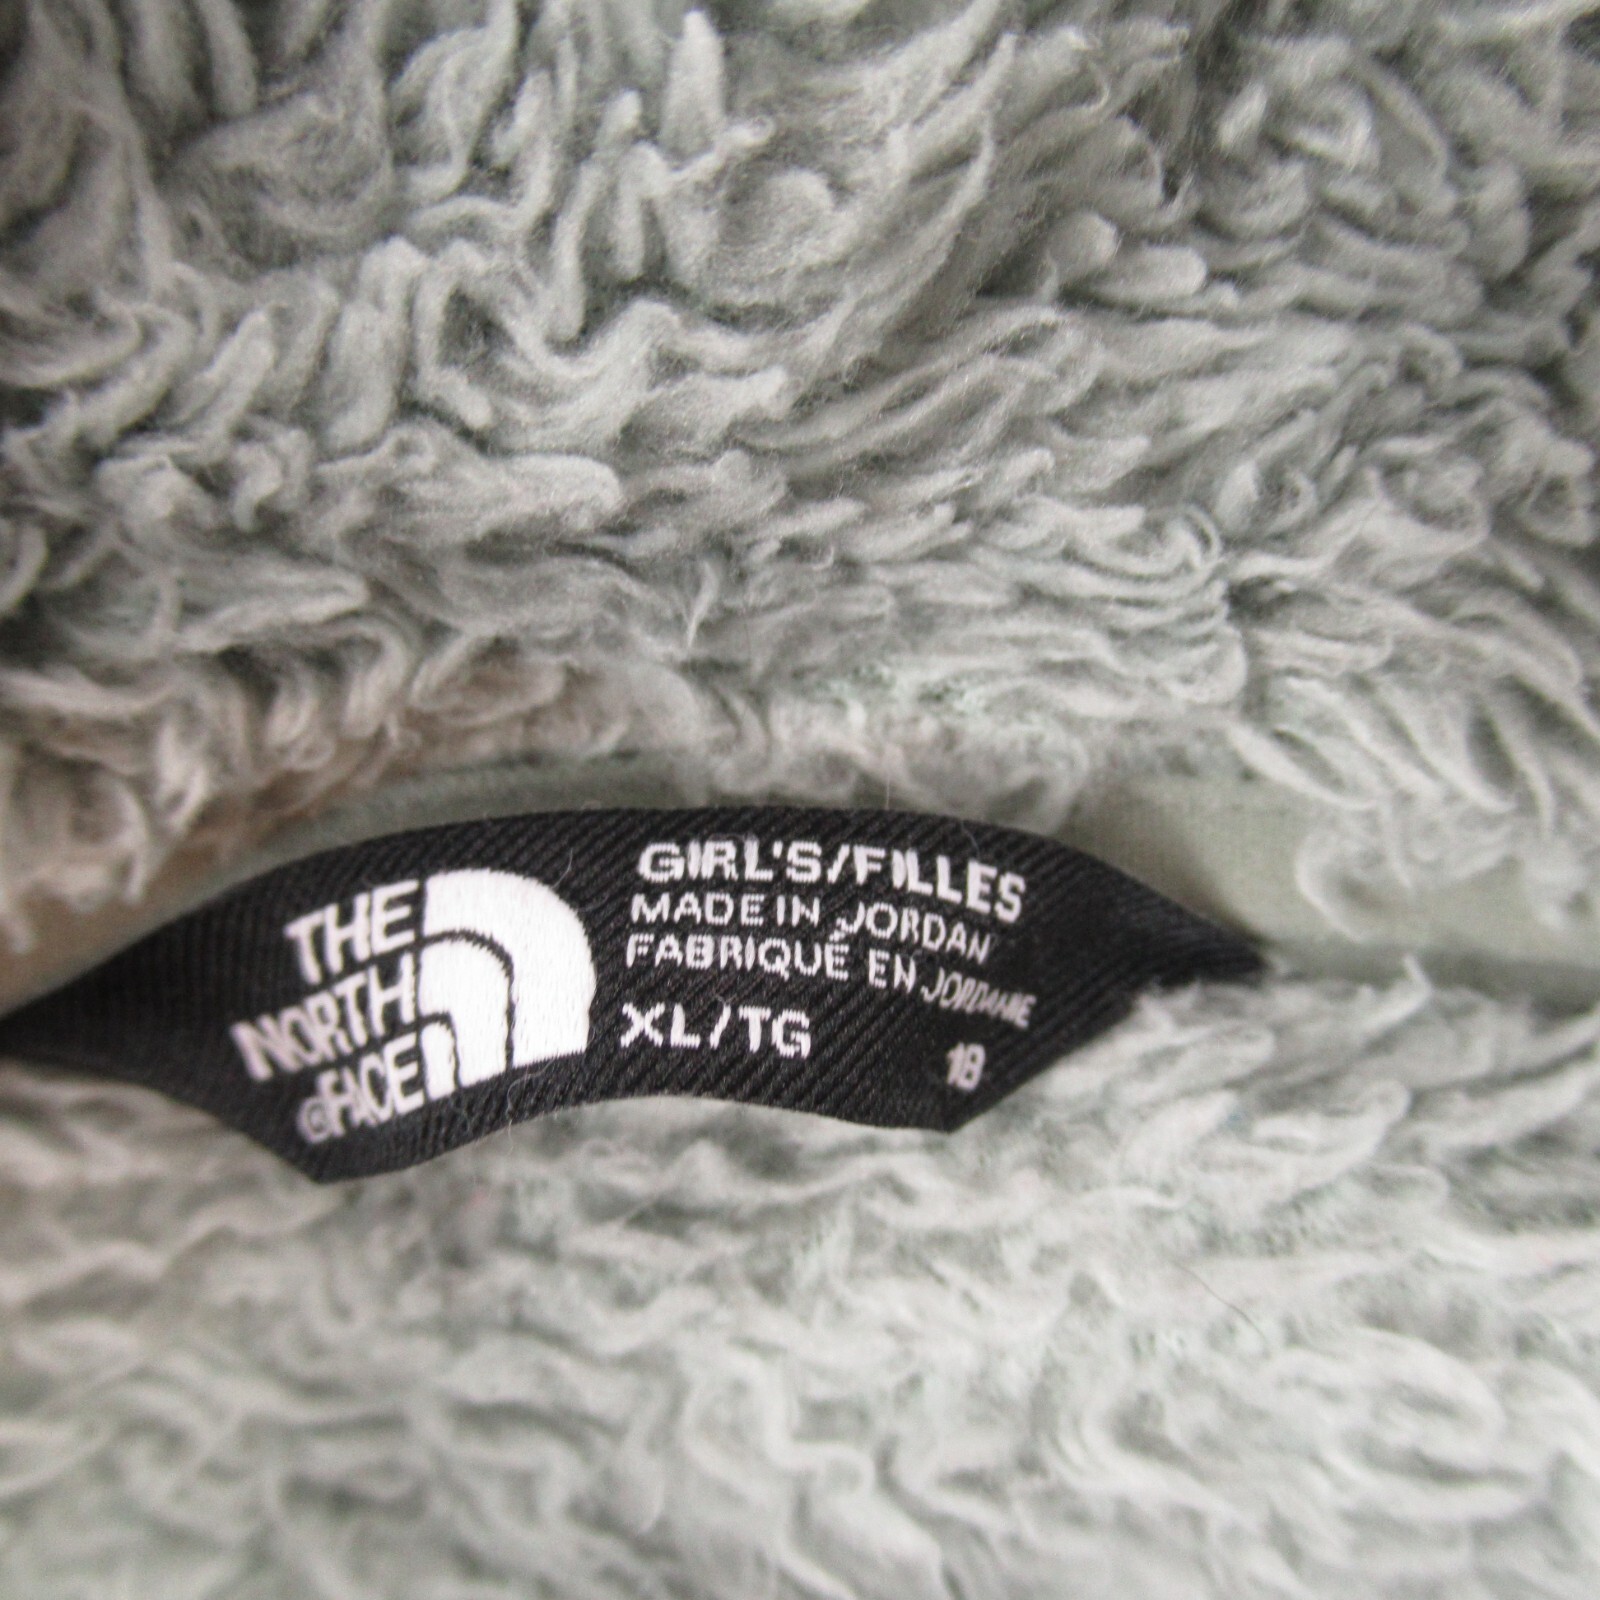 THE
NORTH
FACE
GIRL'S/FILLES
MADE IN JORDAN
FABRIQUÉ EN JORDANIE
XL/TG
18